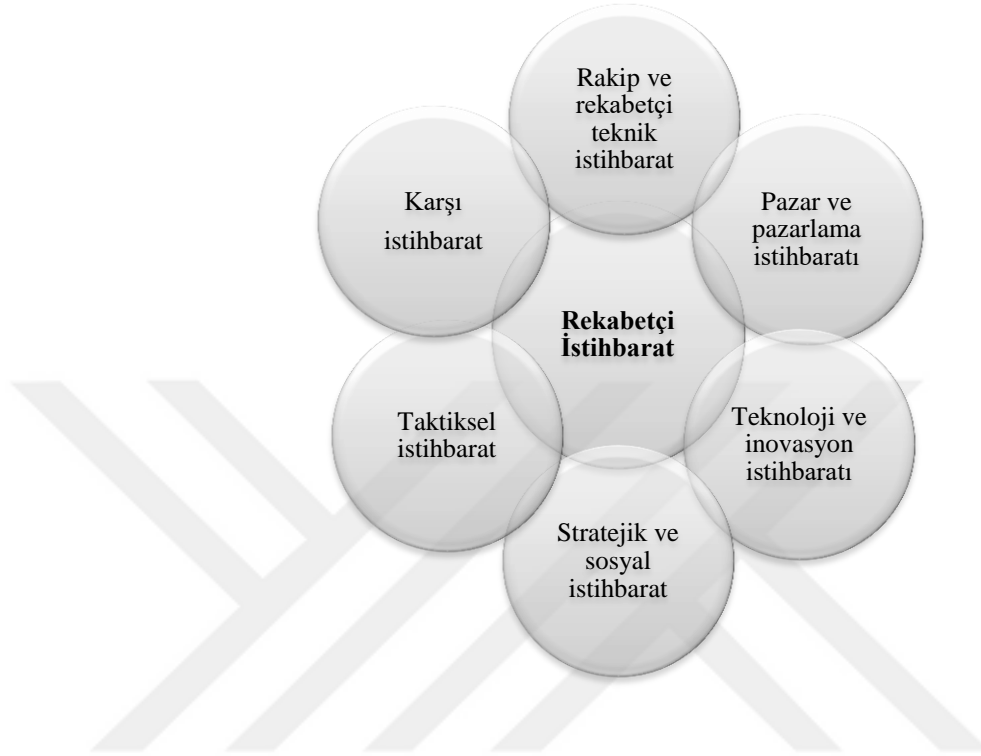 Rakip ve
rekabetçi
teknik
istihbarat
Karşı
istihbarat
Pazar ve
pazarlama
istihbaratı
Rekabetçi
İstihbarat
Taktiksel
istihbarat
Teknoloji ve
inovasyon
istihbaratı
Stratejik ve
sosyal
istihbarat